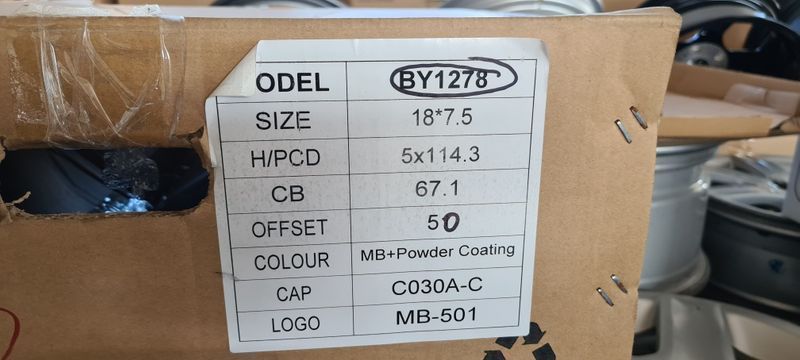 ODEL BY1278
SIZE 18*7.5
H/PCD 5x114.3
CB 67.1
OFFSET 50
COLOUR MB+Powder Coating
CAP C030A-C
LOGO MB-501